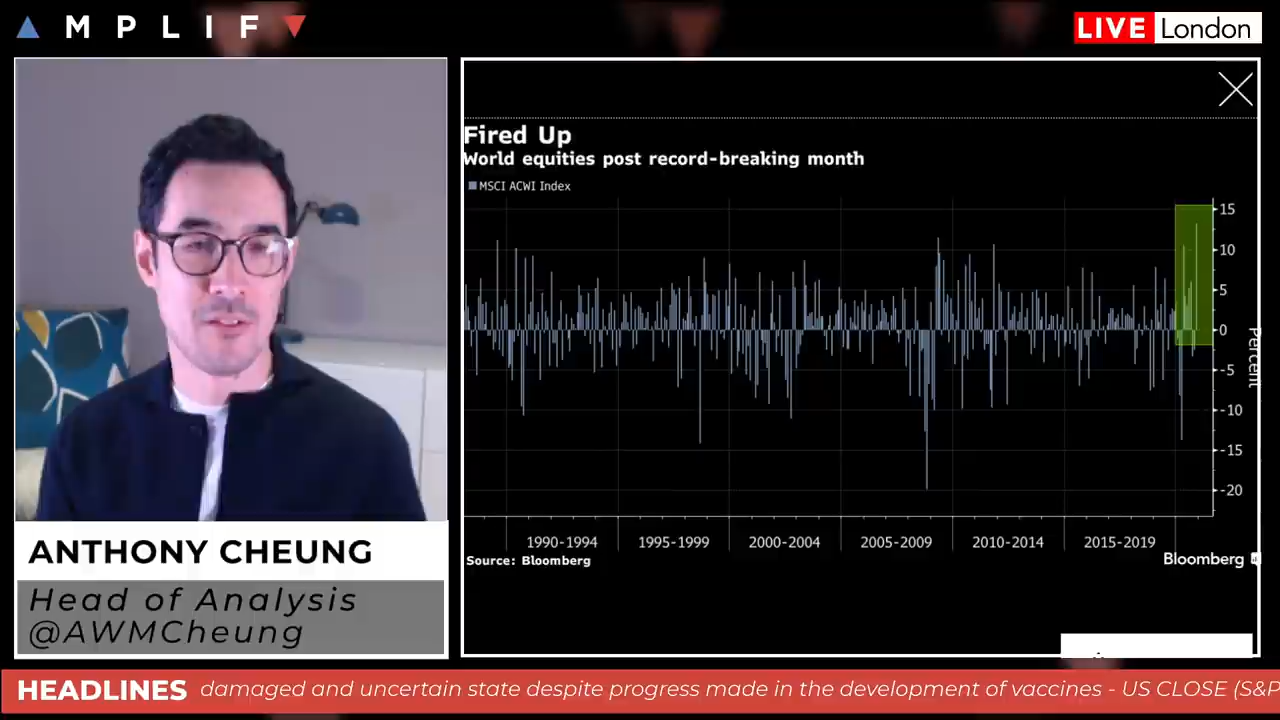 AMPLIFY
LIVE London
Fired Up
World equities post record-breaking month
MSCI ACWI Index
15
10
5
0
-5
-10
-15
-20
Percent
1990-1994 1995-1999 2000-2004 2005-2009 2010-2014 2015-2019
Source: Bloomberg
Bloomberg
ANTHONY CHEUNG
Head of Analysis
@AWMCheung
HEADLINES damaged and uncertain state despite progress made in the development of vaccines - US CLOSE (S&P